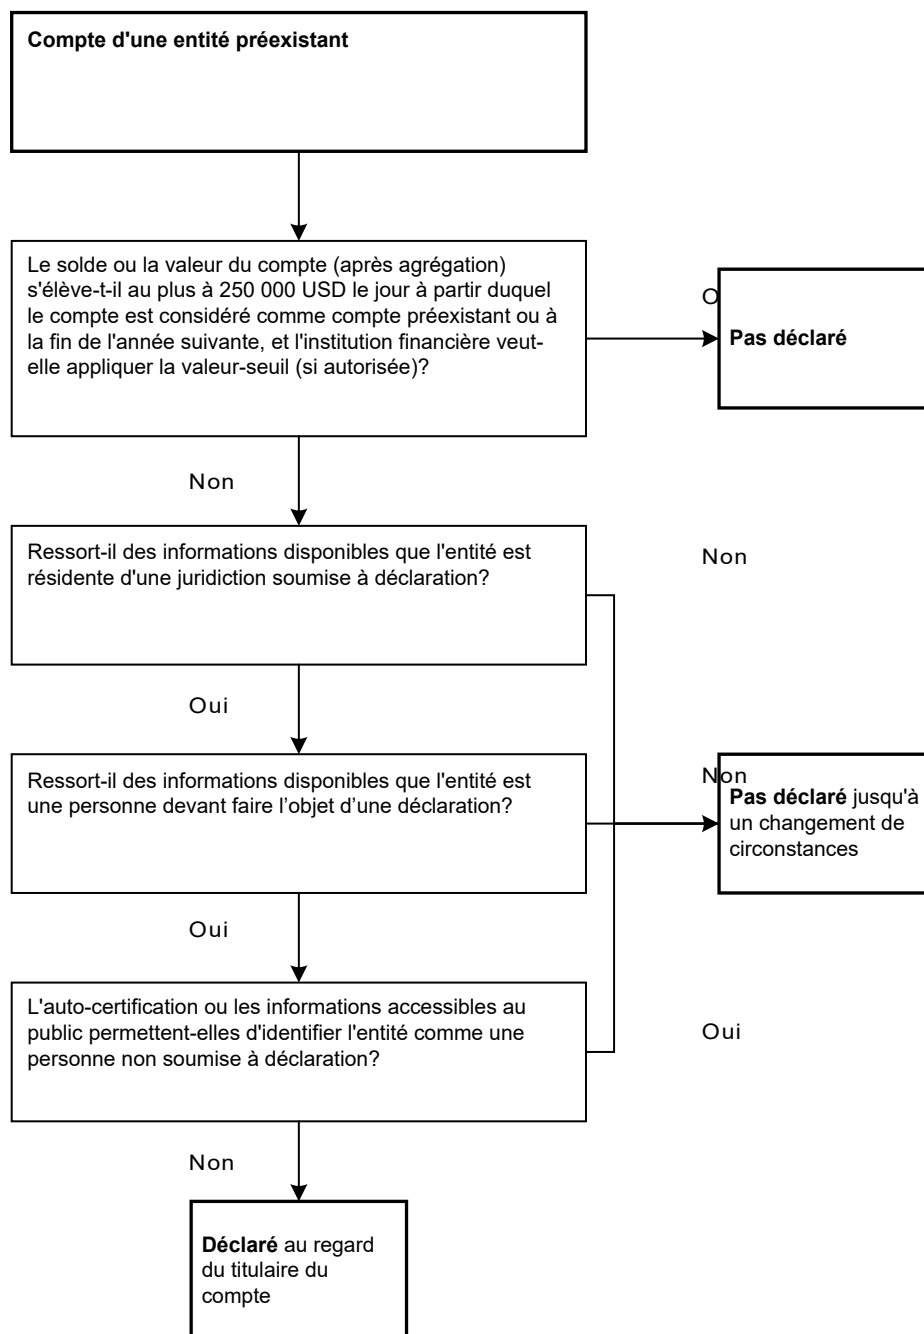 Compte d'une entité préexistant
Le solde ou la valeur du compte (après agrégation)
s'élève-t-il au plus à 250 000 USD le jour à partir duquel
le compte est considéré comme compte préexistant ou à
la fin de l'année suivante, et l'institution financière veut-
elle appliquer la valeur-seuil (si autorisée)?
O
Pas déclaré
Non
Ressort-il des informations disponibles que l'entité est
résidente d'une juridiction soumise à déclaration?
Non
Oui
Ressort-il des informations disponibles que l'entité est
une personne devant faire l’objet d’une déclaration?
Non
Pas déclaré jusqu'à
un changement de
circonstances
Oui
L'auto-certification ou les informations accessibles au
public permettent-elles d'identifier l'entité comme une
personne non soumise à déclaration?
Oui
Non
Déclaré au regard
du titulaire du
compte